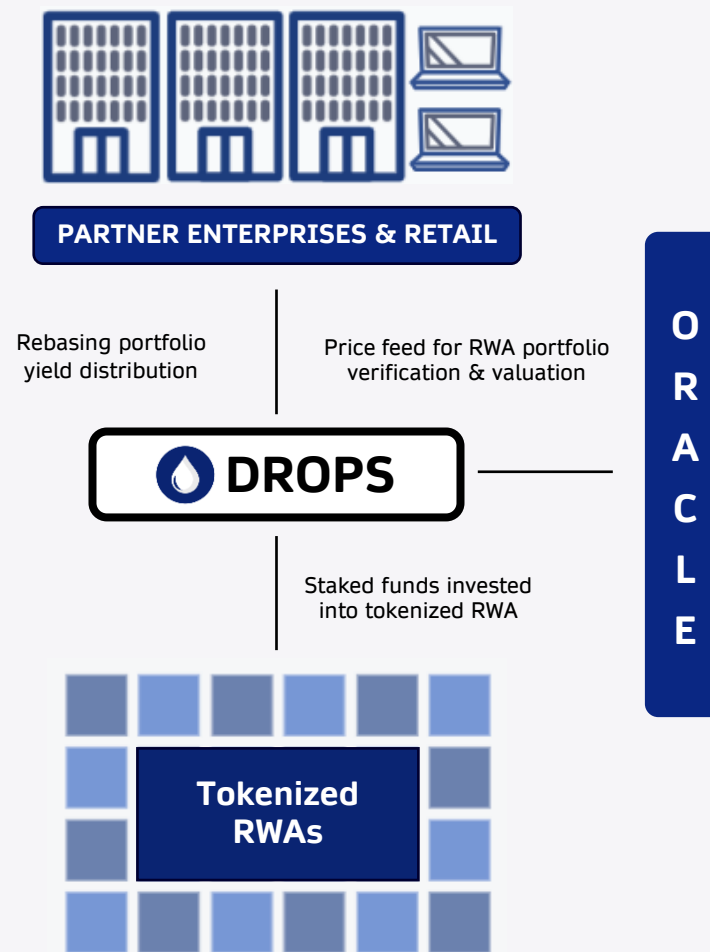 PARTNER ENTERPRISES & RETAIL
Rebasing portfolio
yield distribution
Price feed for RWA portfolio
verification & valuation
DROPS
Staked funds invested
into tokenized RWA
Tokenized
RWAs
O
R
A
C
L
E